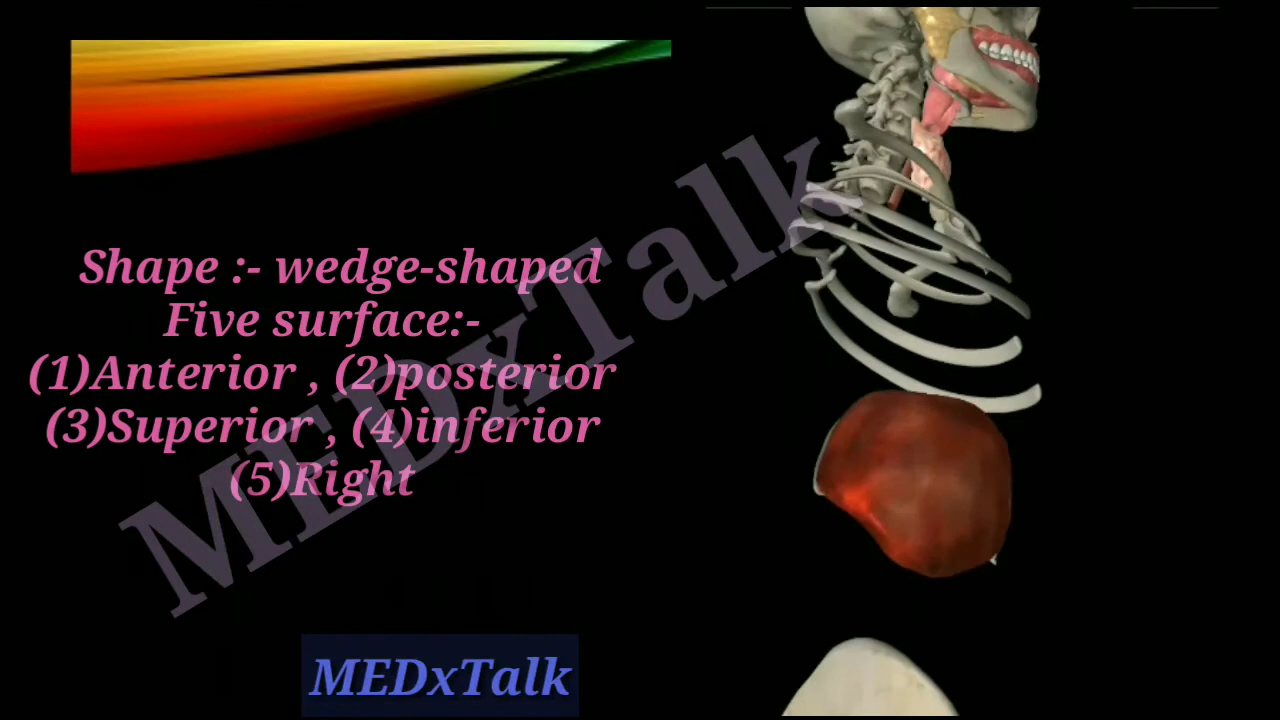 Shape :- wedge-shaped
Five surface:-
(1)Anterior , (2)posterior
(3)Superior , (4)inferior
(5)Right
MEDxTalk
MEDxTalk